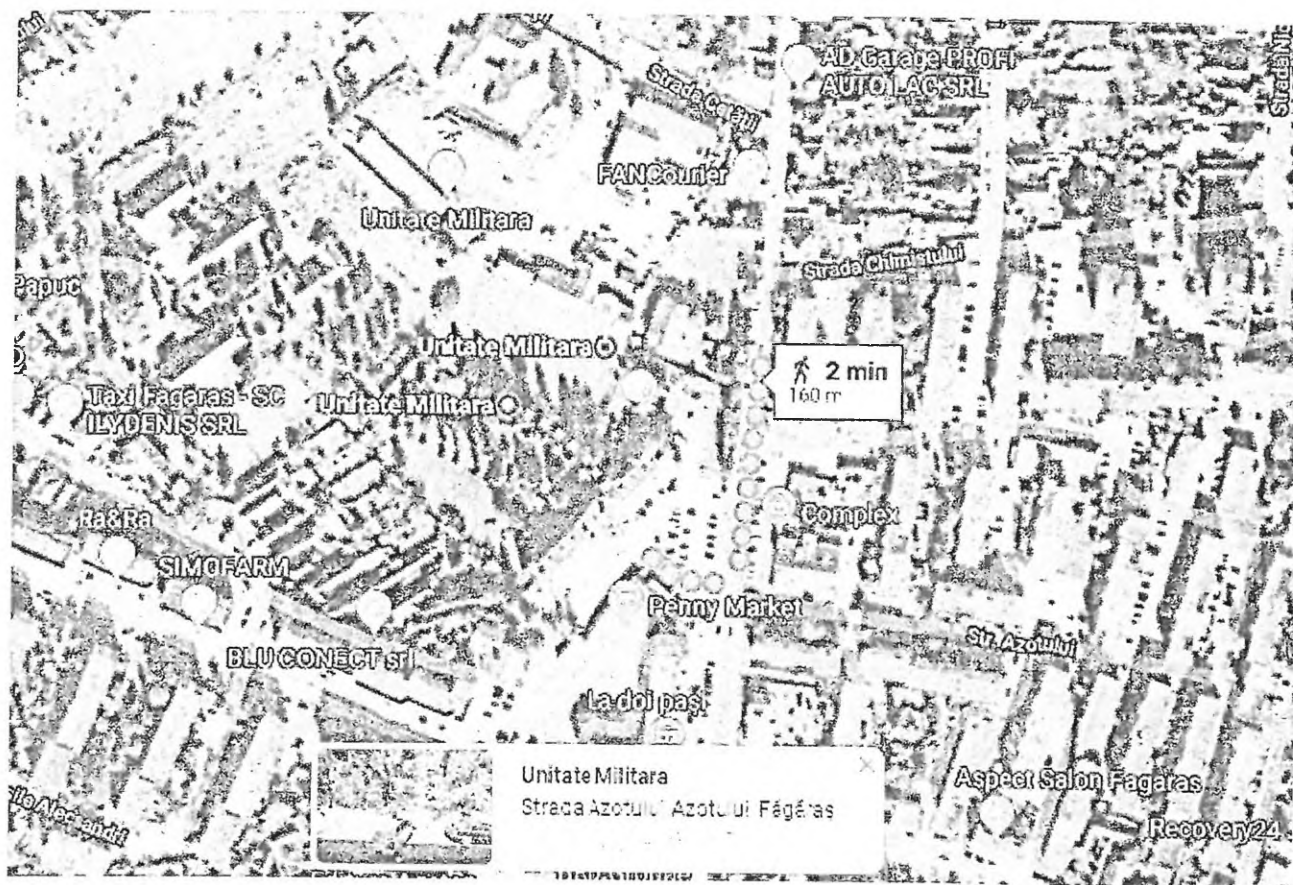 AD Garage PROFI
AUTO LAC SRL
Strada Cetății
FANCourier
Unitate Militara
Strada Chimistului
Papuc
Unitate Militara
2 min
160 m
Taxi Fagaras - SC
ILYDENIS SRL
Unitate Militara
Complex
Ra&Ra
SIMOFARM
Penny Market
Str. Azotului
BLU CONECT srl
La doi pași
Unitate Militara
Strada Azotului Azotului Făgăraș
Aspect Salon Fagaras
Recovery24